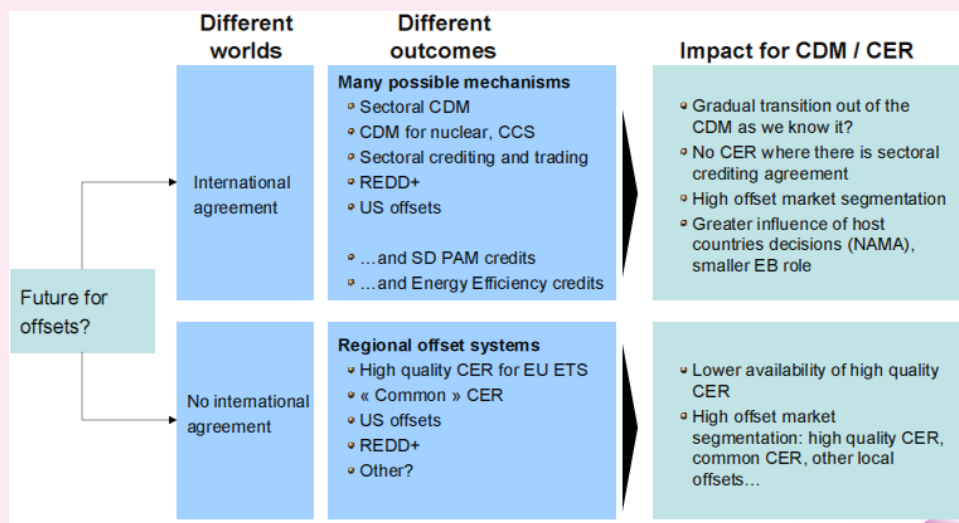 Different
worlds
Different
outcomes
Impact for CDM / CER
Future for
offsets?
International
agreement
Many possible mechanisms
Sectoral CDM
CDM for nuclear, CCS
Sectoral crediting and trading
REDD+
US offsets
…and SD PAM credits
…and Energy Efficiency credits
Gradual transition out of the
CDM as we know it?
No CER where there is sectoral
crediting agreement
High offset market segmentation
Greater influence of host
countries decisions (NAMA),
smaller EB role
No international
agreement
Regional offset systems
High quality CER for EU ETS
« Common » CER
US offsets
REDD+
Other?
Lower availability of high quality
CER
High offset market
segmentation: high quality CER,
common CER, other local
offsets…